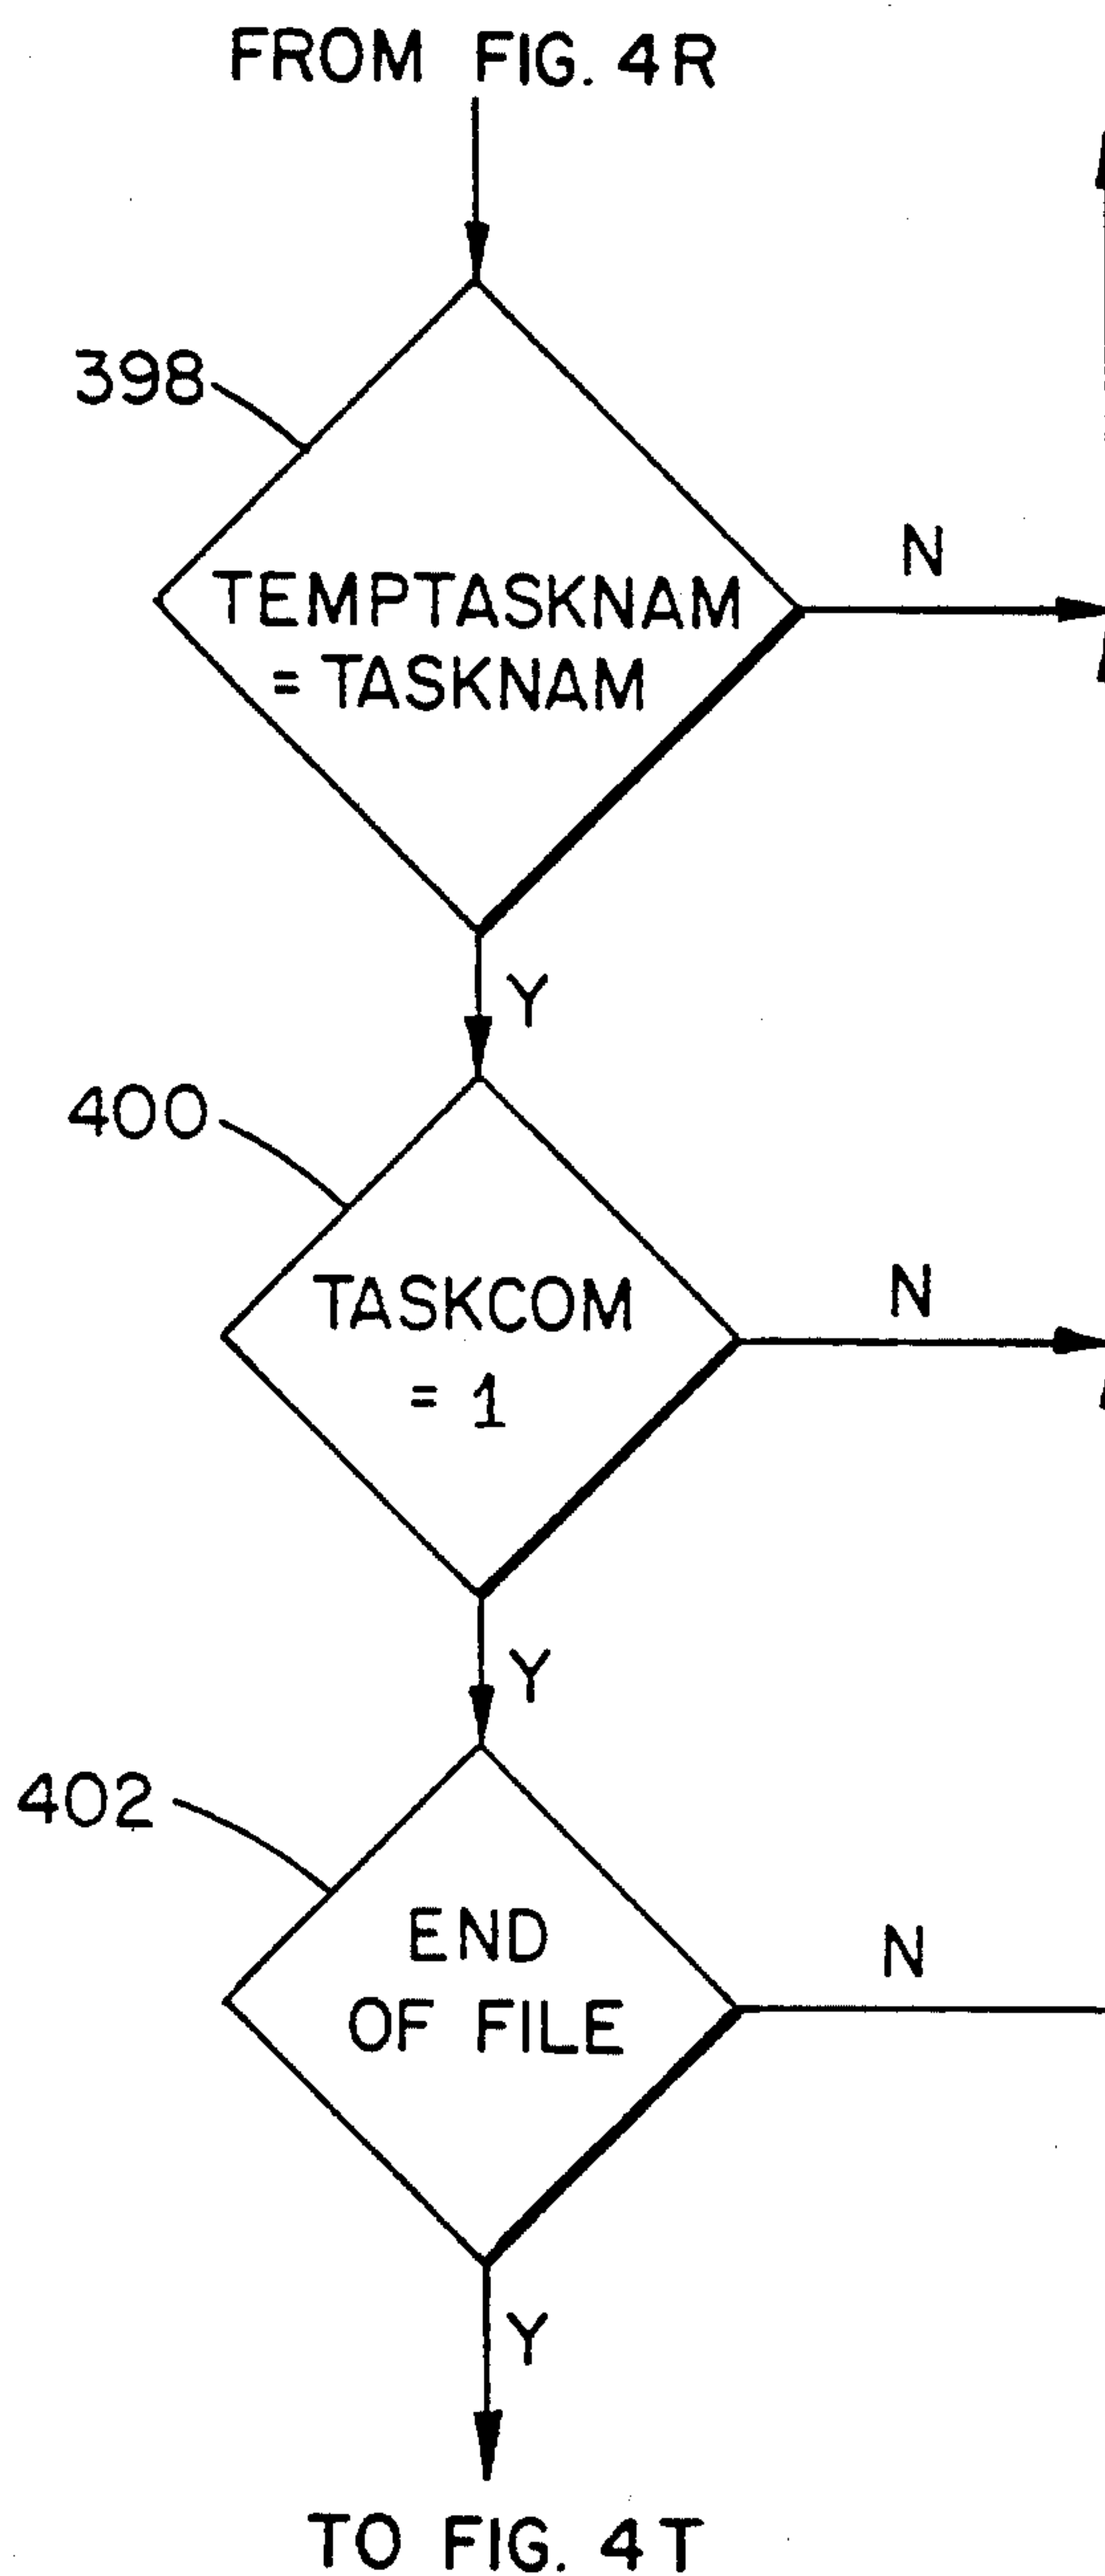 FROM FIG. 4R
398
N
TEMPTASKNAM
= TASKNAM
Y
400
TASKCOM
N
= 1
Y
402
END
N
OF FILE
Y
TO FIG. 4T